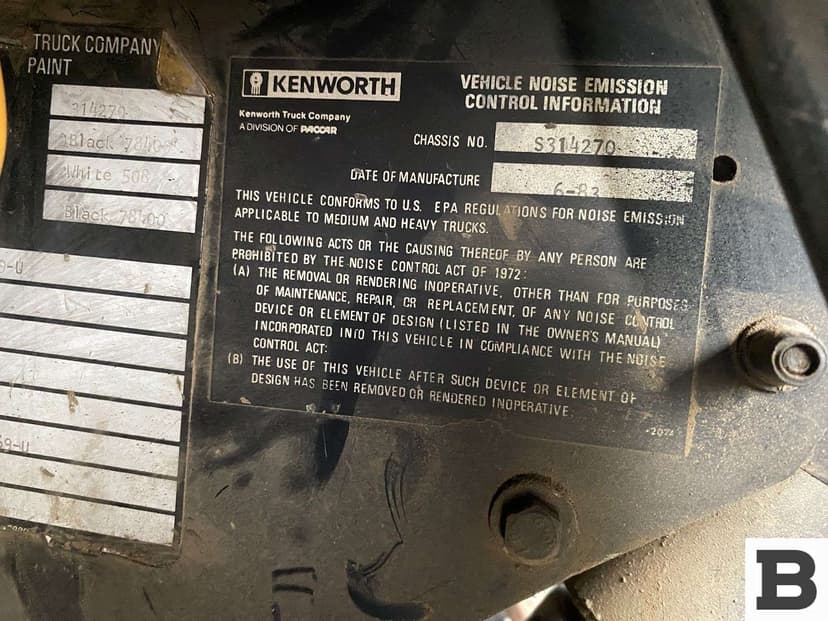 TRUCK COMPANY
PAINT
314270
Black 78400
White 508
Black 78400
KENWORTH
Kenworth Truck Company
A DIVISION OF PACCAR
VEHICLE NOISE EMISSION
CONTROL INFORMATION
CHASSIS NO. S314270
DATE OF MANUFACTURE 6-83
THIS VEHICLE CONFORMS TO U.S. EPA REGULATIONS FOR NOISE EMISSION
APPLICABLE TO MEDIUM AND HEAVY TRUCKS.
THE FOLLOWING ACTS OR THE CAUSING THEREOF BY ANY PERSON ARE
PROHIBITED BY THE NOISE CONTROL ACT OF 1972:
(A) THE REMOVAL OR RENDERING INOPERATIVE, OTHER THAN FOR PURPOSES
OF MAINTENANCE, REPAIR, OR REPLACEMENT, OF ANY NOISE CONTROL
DEVICE OR ELEMENT OF DESIGN (LISTED IN THE OWNER'S MANUAL)
INCORPORATED INTO THIS VEHICLE IN COMPLIANCE WITH THE NOISE
CONTROL ACT:
(B) THE USE OF THIS VEHICLE AFTER SUCH DEVICE OR ELEMENT OF
DESIGN HAS BEEN REMOVED OR RENDERED INOPERATIVE.
B